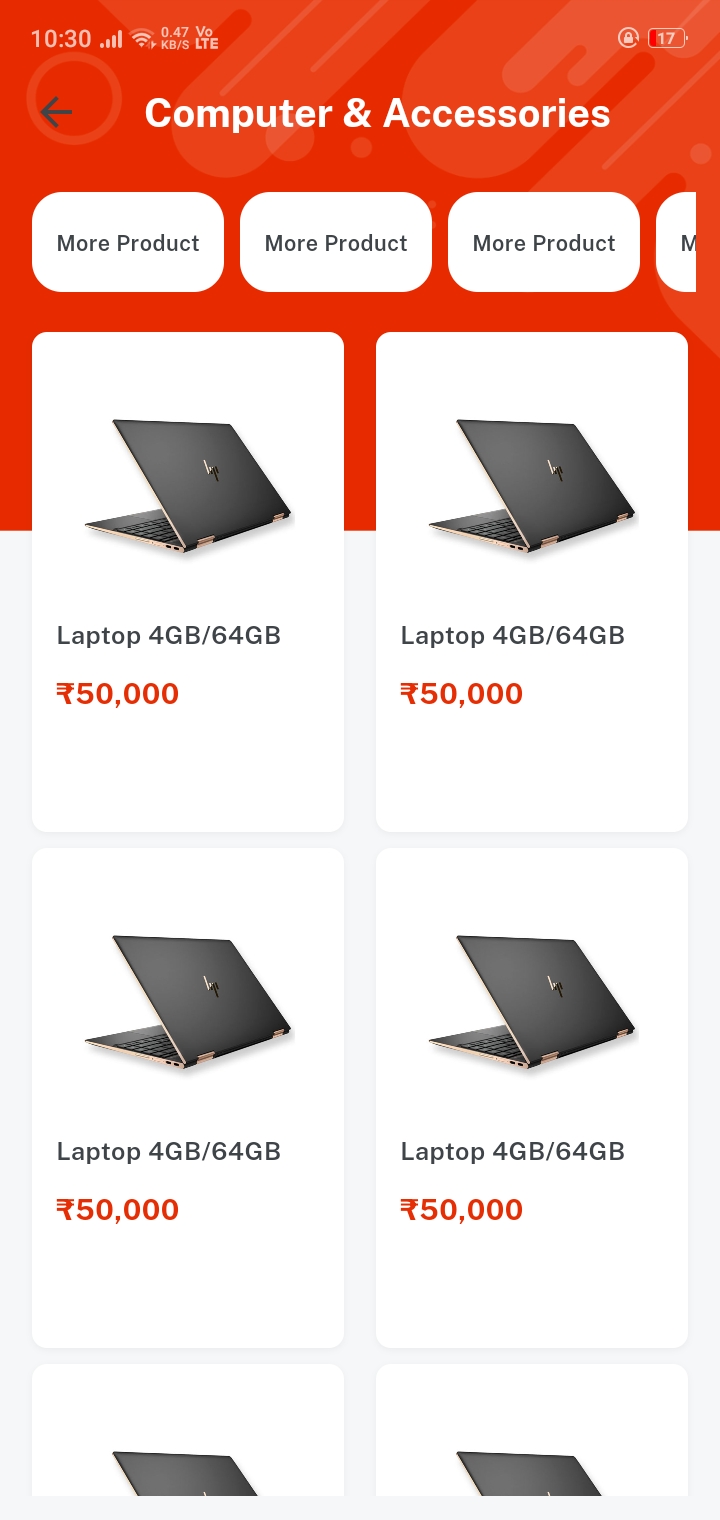 10:30 0.47 KB/S Vo LTE 17
Computer & Accessories
More Product More Product More Product M
Laptop 4GB/64GB Laptop 4GB/64GB
₹50,000 ₹50,000
Laptop 4GB/64GB Laptop 4GB/64GB
₹50,000 ₹50,000